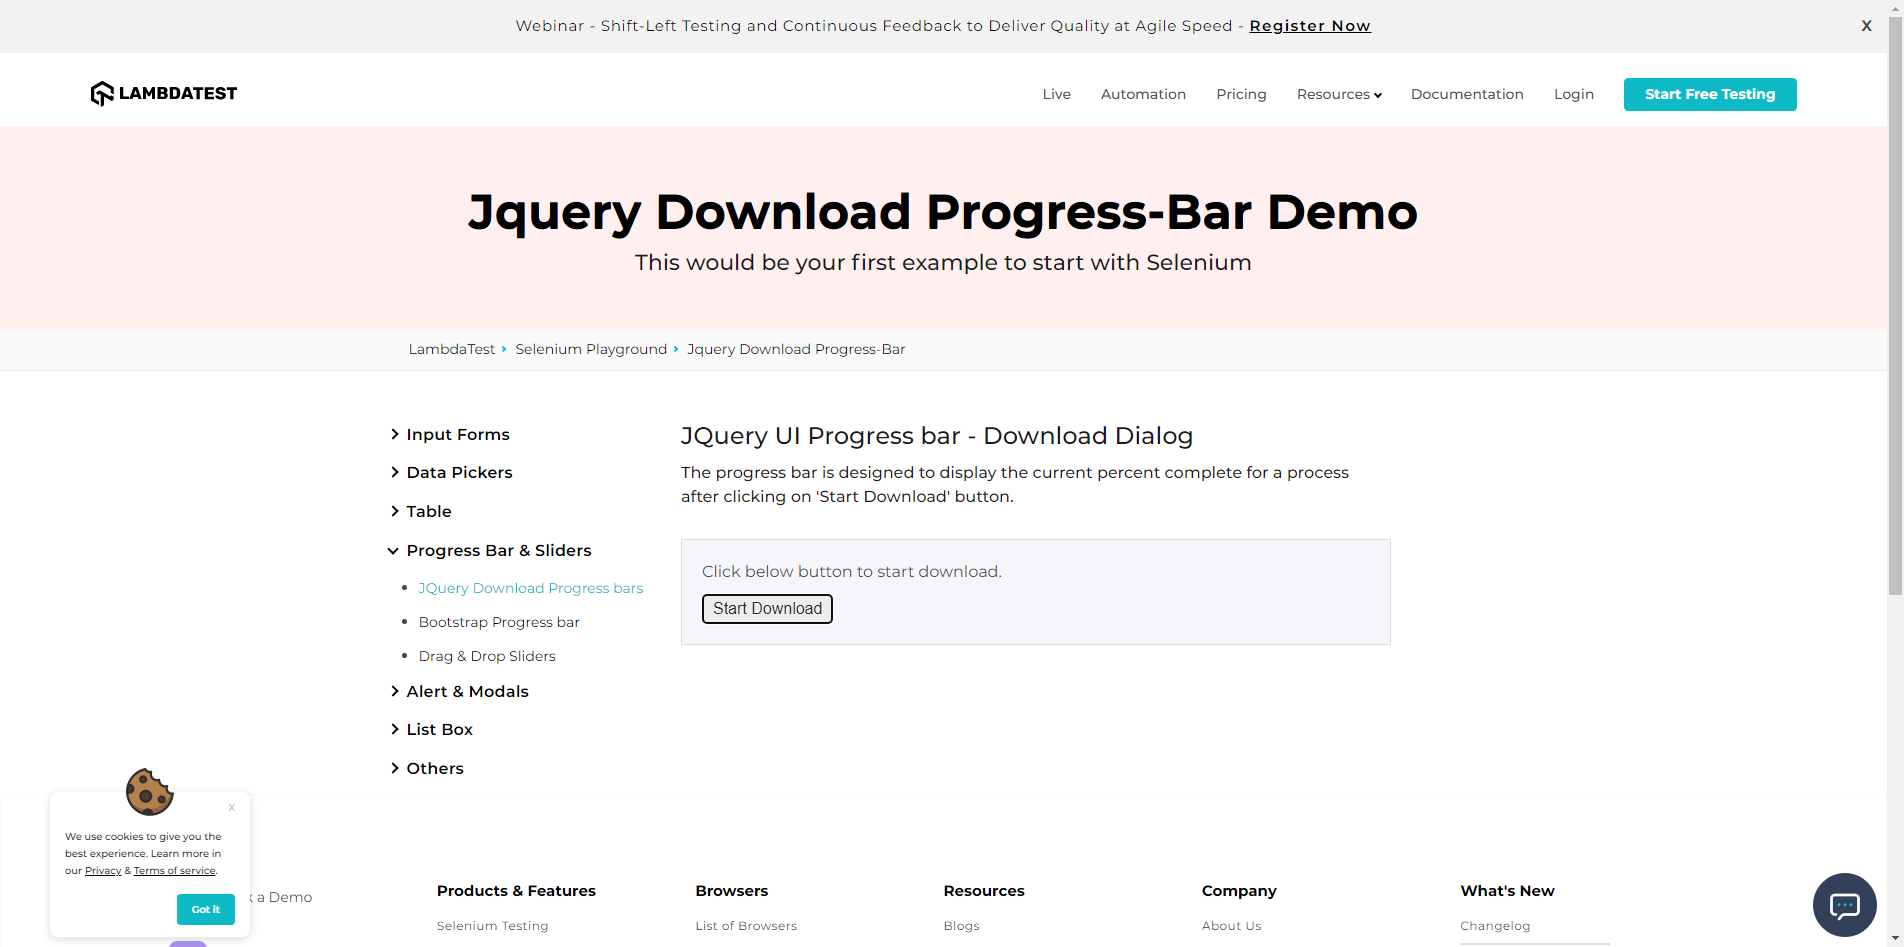 Webinar - Shift-Left Testing and Continuous Feedback to Deliver Quality at Agile Speed - Register Now
X
LAMBDATEST
Live
Automation
Pricing
Resources
Documentation
Login
Start Free Testing
Jquery Download Progress-Bar Demo
This would be your first example to start with Selenium
LambdaTest
Selenium Playground
Jquery Download Progress-Bar
Input Forms
Data Pickers
Table
Progress Bar & Sliders
JQuery Download Progress bars
Bootstrap Progress bar
Drag & Drop Sliders
Alert & Modals
List Box
Others
JQuery UI Progress bar - Download Dialog
The progress bar is designed to display the current percent complete for a process
after clicking on 'Start Download' button.
Click below button to start download.
Start Download
x
We use cookies to give you the
best experience. Learn more in
our Privacy & Terms of service.
Got it
a Demo
Products & Features
Selenium Testing
Browsers
List of Browsers
Resources
Blogs
Company
About Us
What's New
Changelog